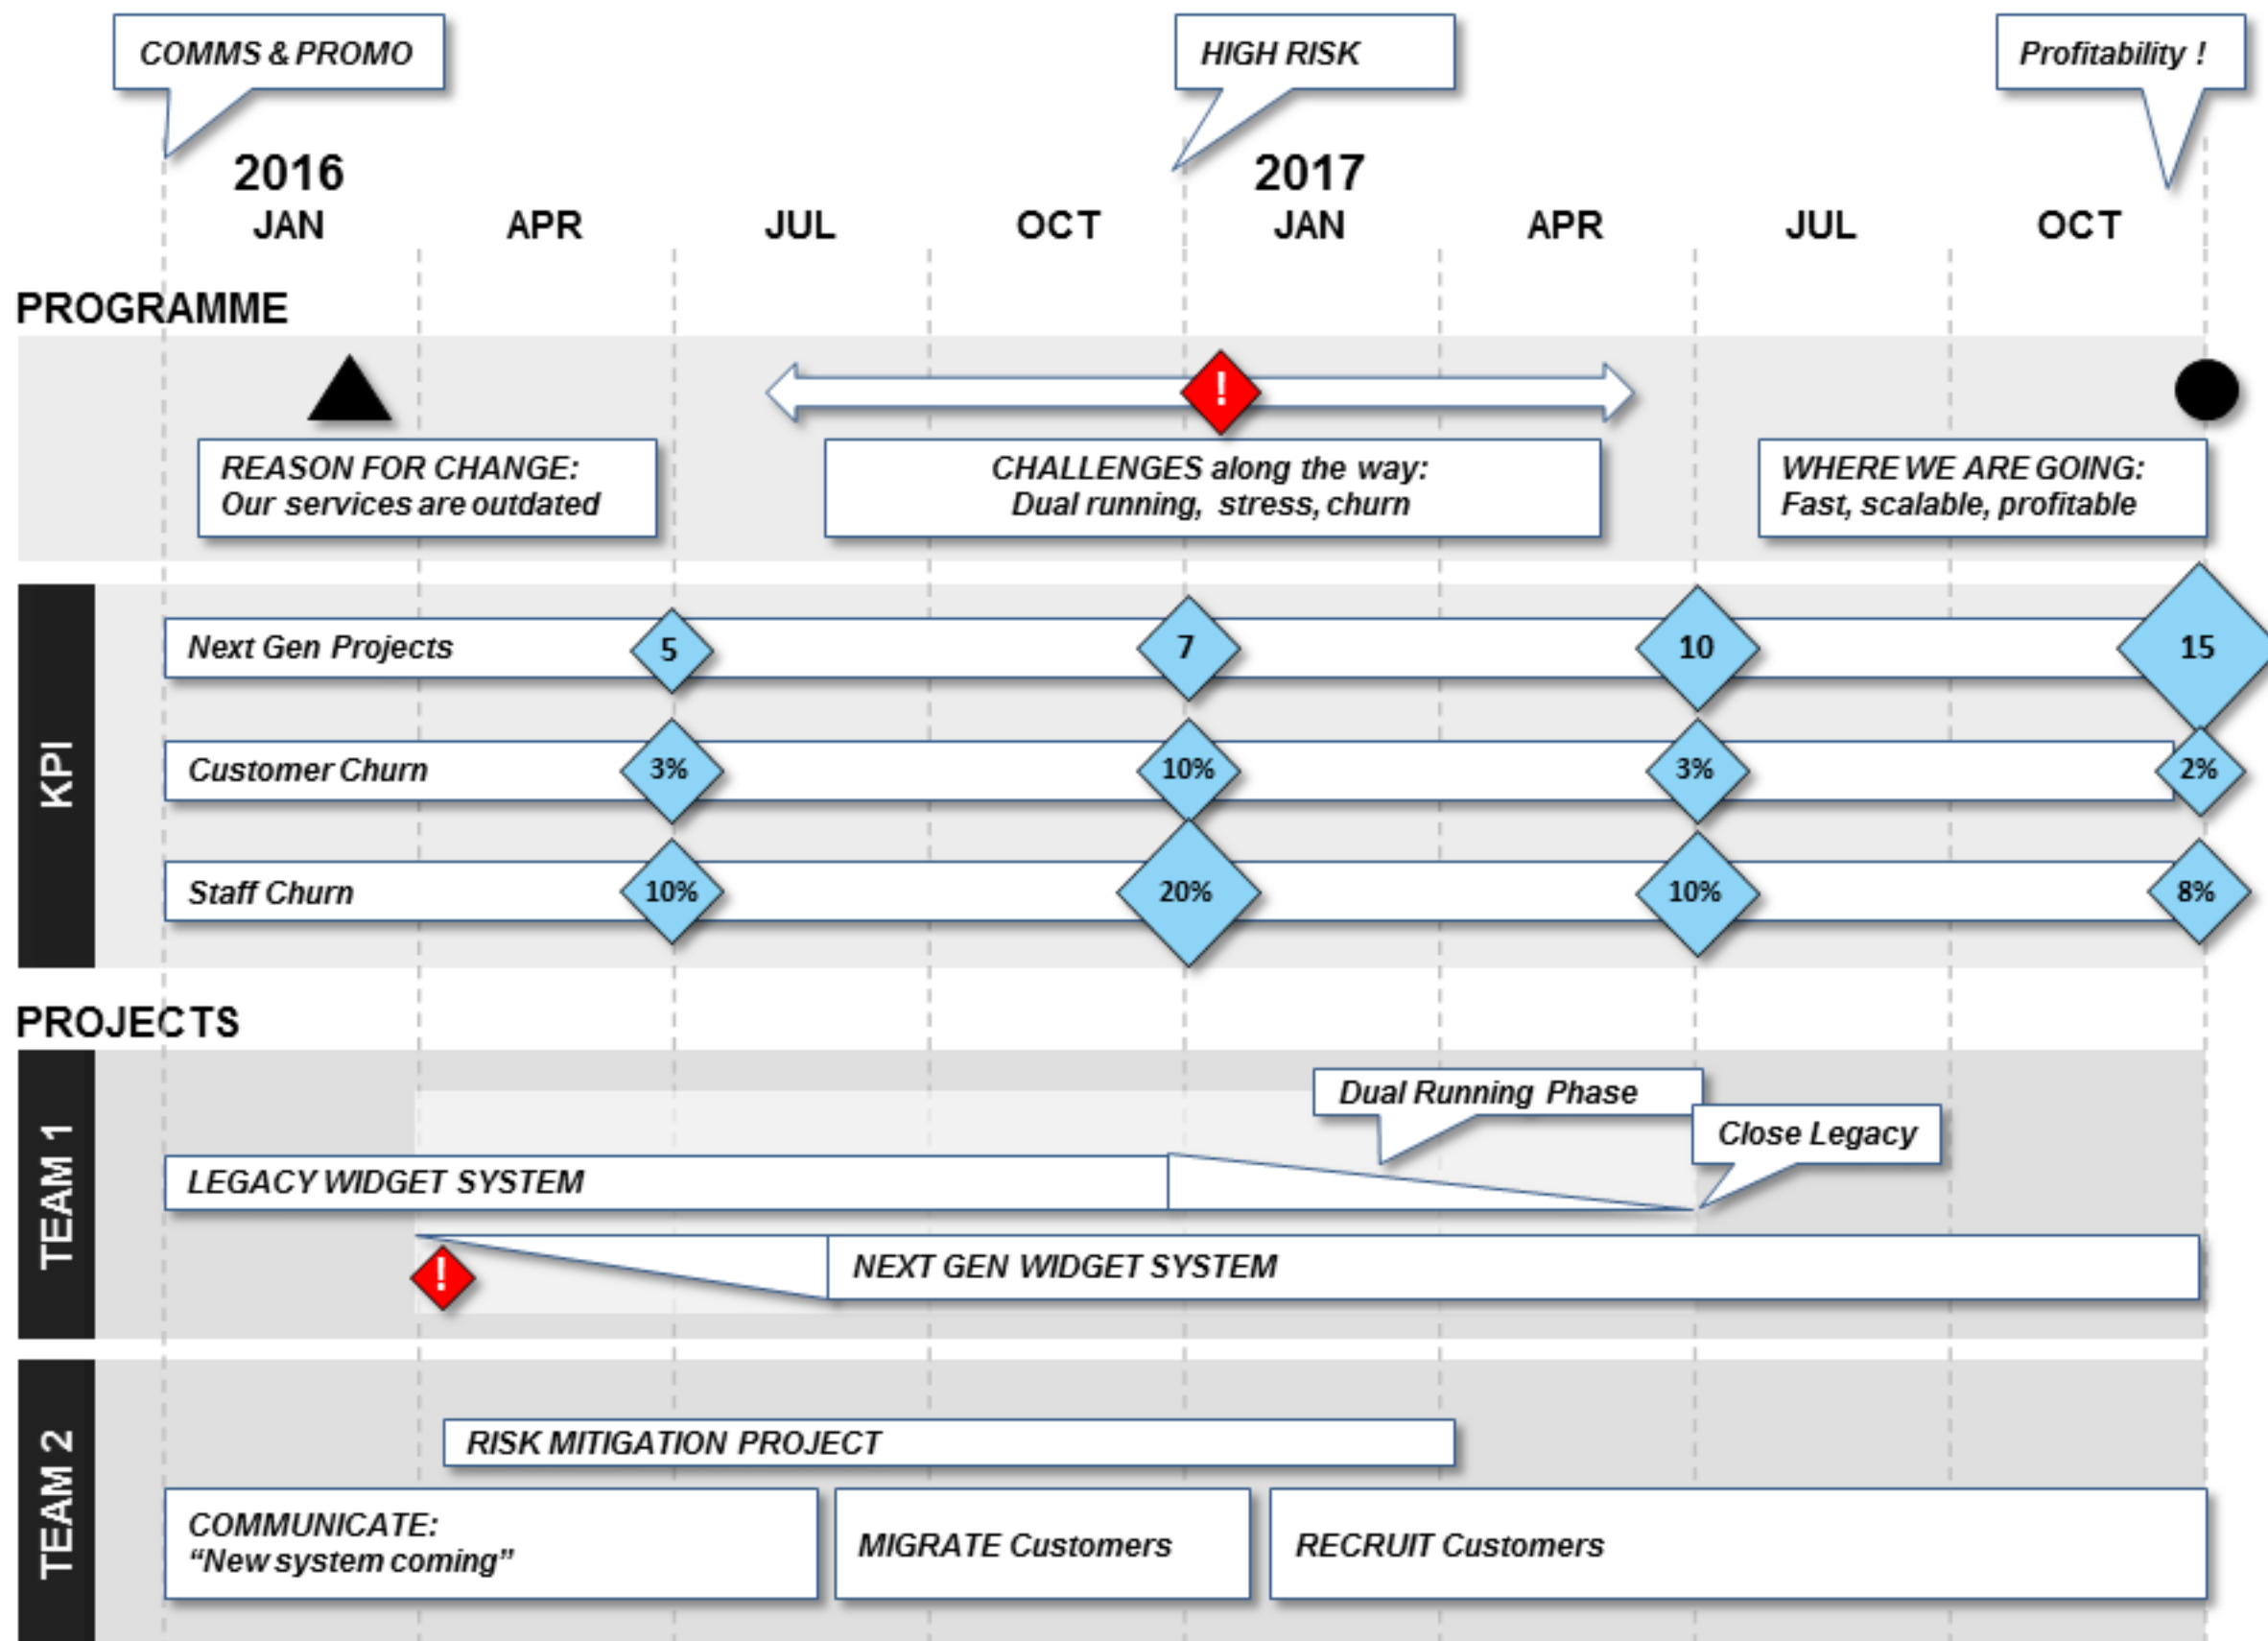 COMMS & PROMO
HIGH RISK
Profitability !
2016
2017
JAN
APR
JUL
OCT
JAN
APR
JUL
OCT
PROGRAMME
!
REASON FOR CHANGE:
Our services are outdated
CHALLENGES along the way:
Dual running, stress, churn
WHERE WE ARE GOING:
Fast, scalable, profitable
KPI
Next Gen Projects
5
7
10
15
Customer Churn
3%
10%
3%
2%
Staff Churn
10%
20%
10%
8%
PROJECTS
TEAM 1
Dual Running Phase
Close Legacy
LEGACY WIDGET SYSTEM
!
NEXT GEN WIDGET SYSTEM
TEAM 2
RISK MITIGATION PROJECT
COMMUNICATE:
“New system coming”
MIGRATE Customers
RECRUIT Customers